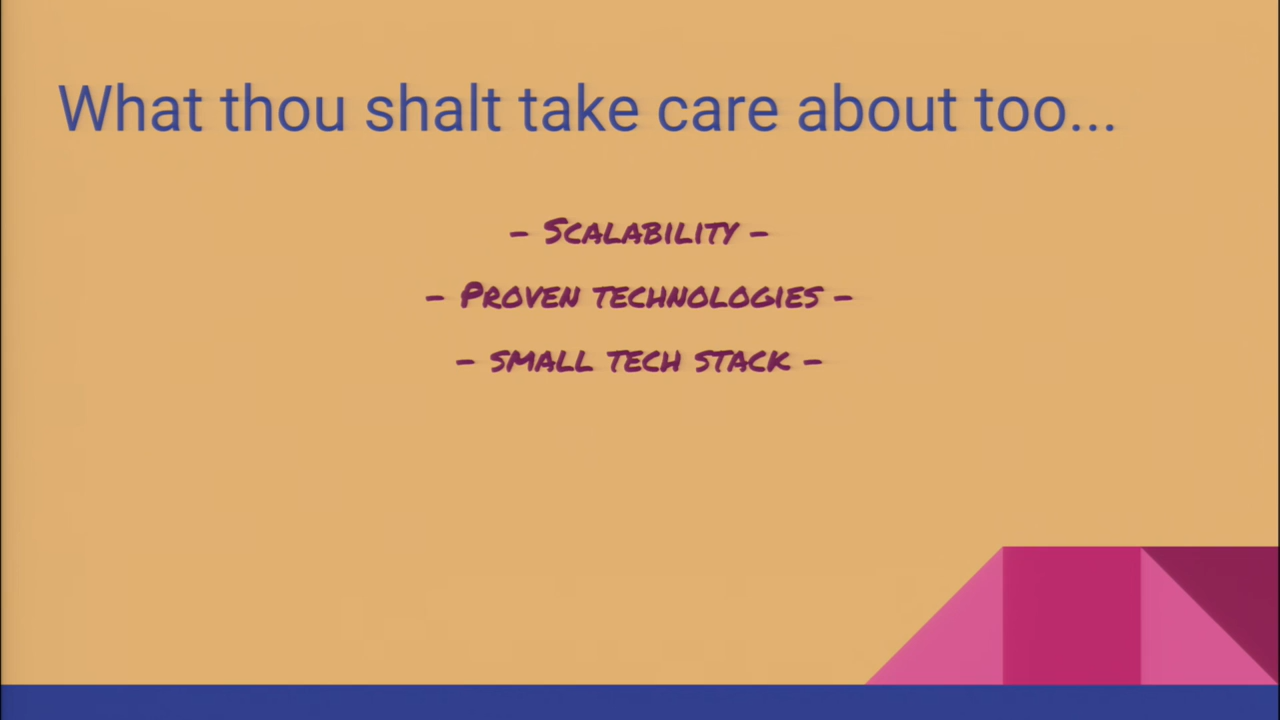 What thou shalt take care about too...
- Scalability -
- Proven technologies -
- small tech stack -